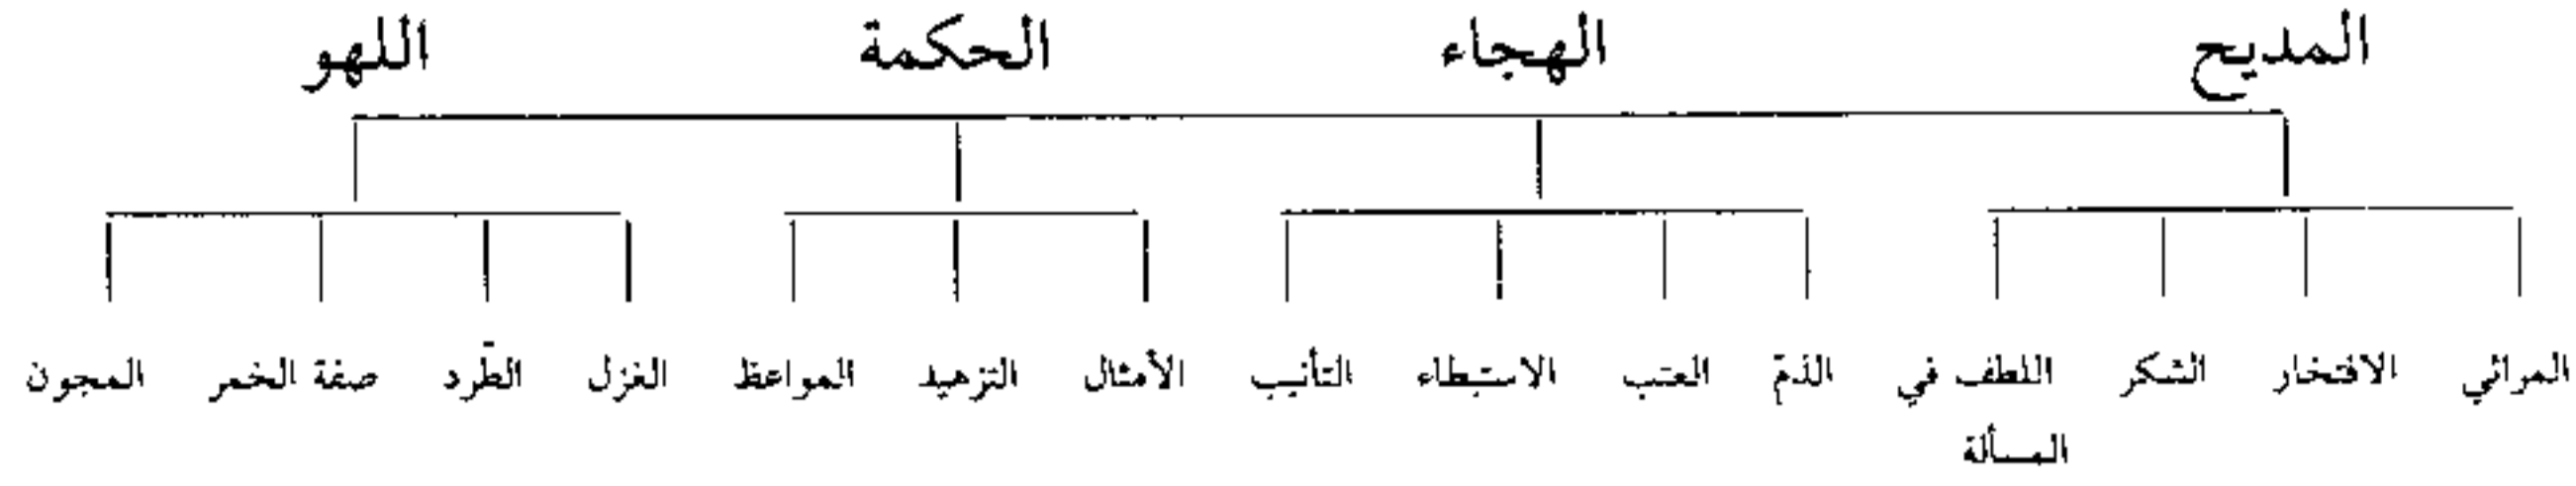 المديح الهجاء الحكمة اللهو
المراثي الافتخار الشكر اللطف في الذمّ العتب الاستبطاء التأنيب الأمثال التزهيد المواعظ الغزل الطّرد صفة الخمر المجون
المسألة